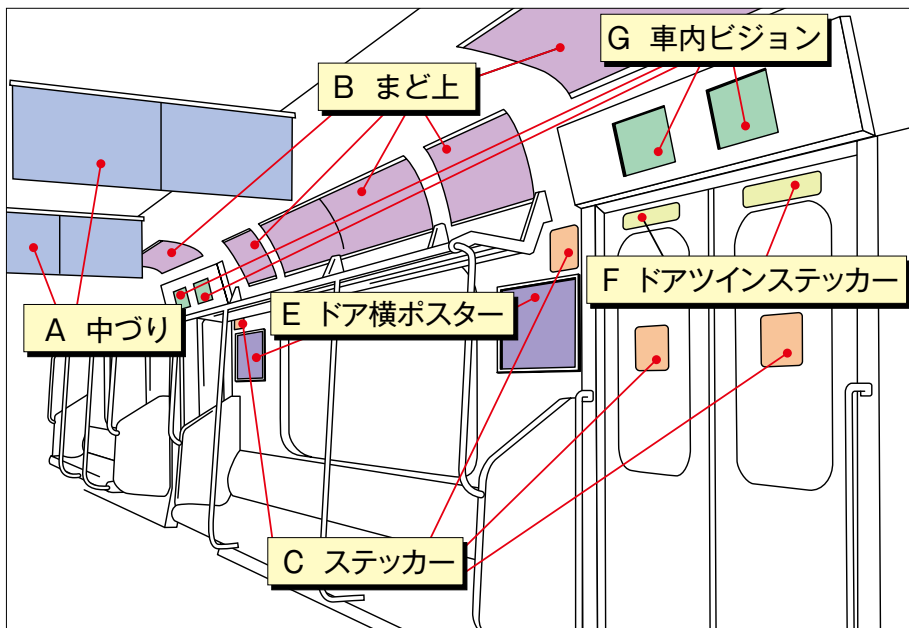 G 車内ビジョン
B まど上
F ドアツインステッカー
E ドア横ポスター
A 中づり
C ステッカー